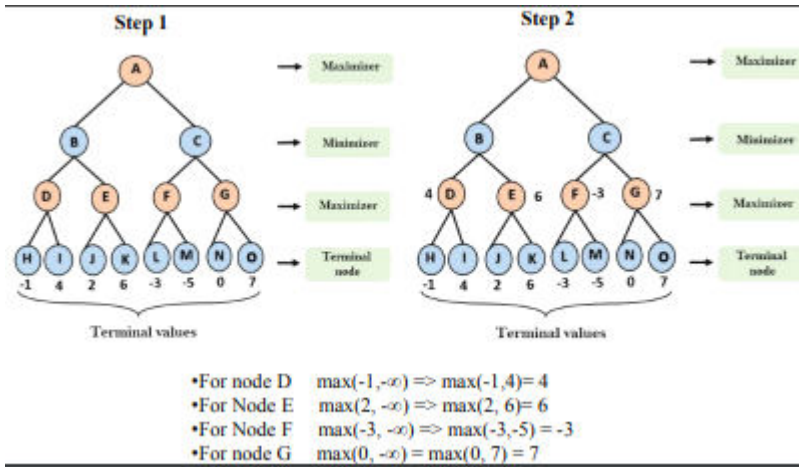 Step 1
Step 2
A
Maximizer
B
C
Minimizer
D
E
F
G
Maximizer
H
I
J
K
L
M
N
O
Terminal node
-1
4
2
6
-3
-5
0
7
Terminal values
A
Maximizer
B
C
Minimizer
4
D
E
6
F
-3
G
7
Maximizer
H
I
J
K
L
M
N
O
Terminal node
-1
4
2
6
-3
-5
0
7
Terminal values
•For node D max(-1,-∞) => max(-1,4)= 4
•For Node E max(2, -∞) => max(2, 6)= 6
•For Node F max(-3, -∞) => max(-3,-5) = -3
•For node G max(0, -∞) = max(0, 7) = 7